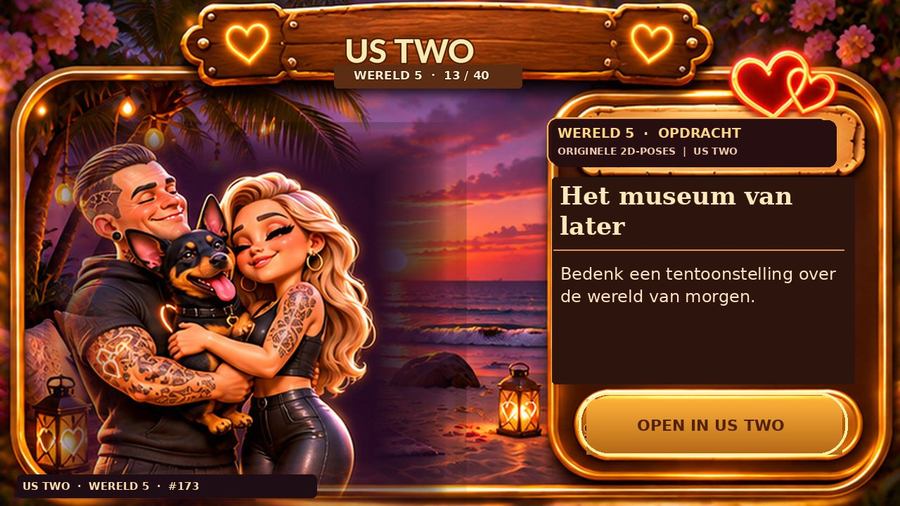 US TWO
WERELD 5 · 13 / 40
WERELD 5 · OPDRACHT
ORIGINELE 2D-POSES | US TWO
Het museum van
later
Bedenk een tentoonstelling over
de wereld van morgen.
OPEN IN US TWO
US TWO · WERELD 5 · #173